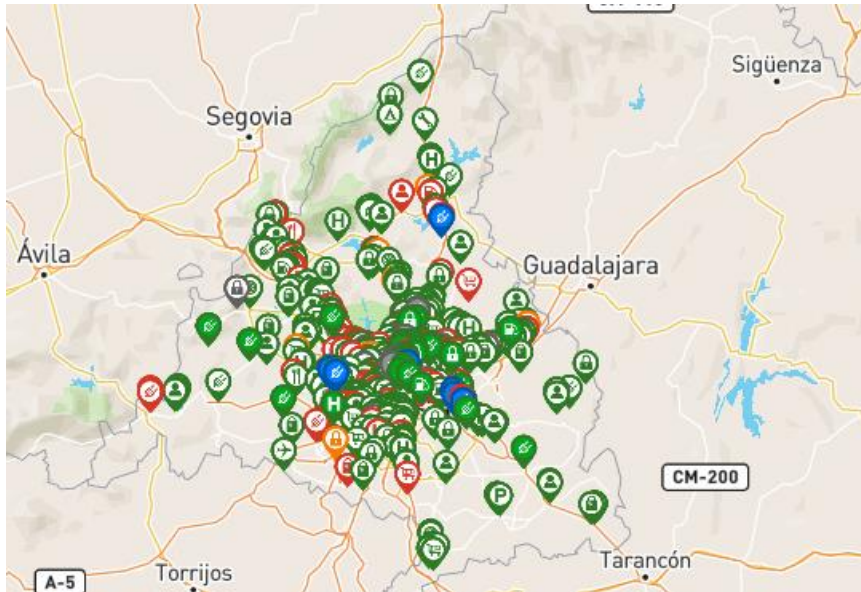 Sigüenza
Segovia
Ávila
Guadalajara
CM-200
Torrijos
Tarancón
A-5
H
H
H
H
H
P